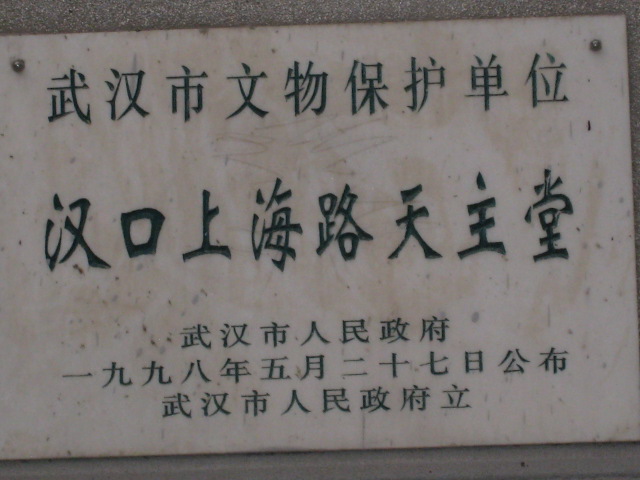 武汉市文物保护单位
汉口上海路天主堂
武汉市人民政府
一九九八年五月二十七日公布
武汉市人民政府立